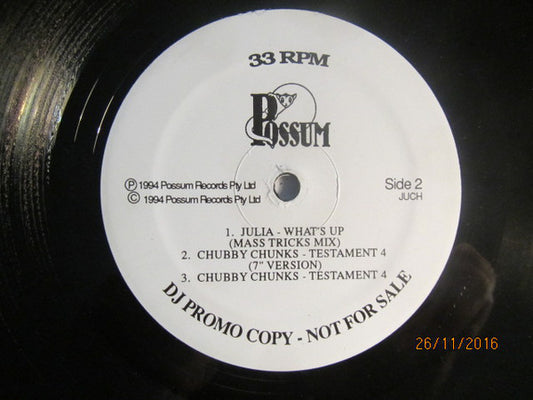 33 RPM
POSSUM
Ⓟ 1994 Possum Records Pty Ltd
© 1994 Possum Records Pty Ltd
Side 2
JUCH
1. JULIA - WHAT'S UP
(MASS TRICKS MIX)
2. CHUBBY CHUNKS - TESTAMENT 4
(7" VERSION)
3. CHUBBY CHUNKS - TESTAMENT 4
DJ PROMO COPY - NOT FOR SALE
26/11/2016